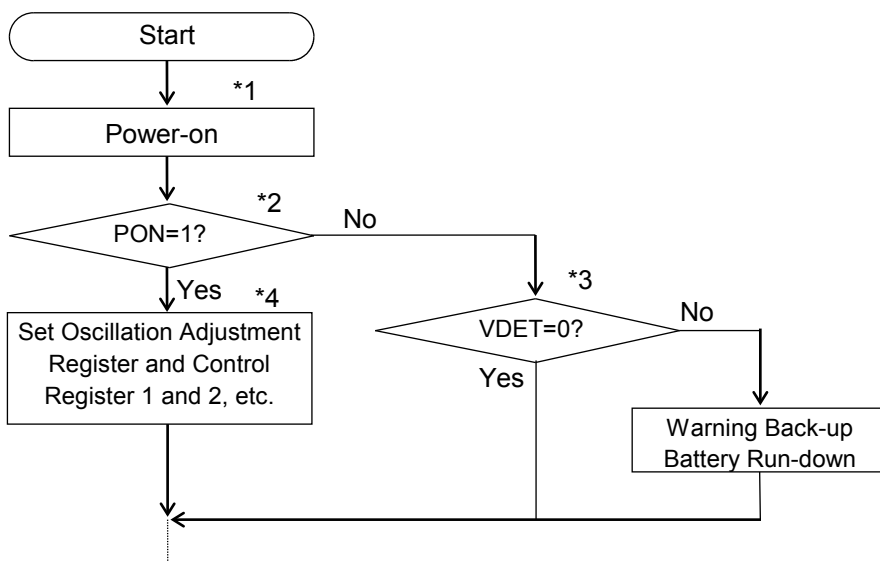 Start
*1
Power-on
*2
PON=1?
No
Yes
*4
Set Oscillation Adjustment
Register and Control
Register 1 and 2, etc.
*3
VDET=0?
No
Yes
Warning Back-up
Battery Run-down